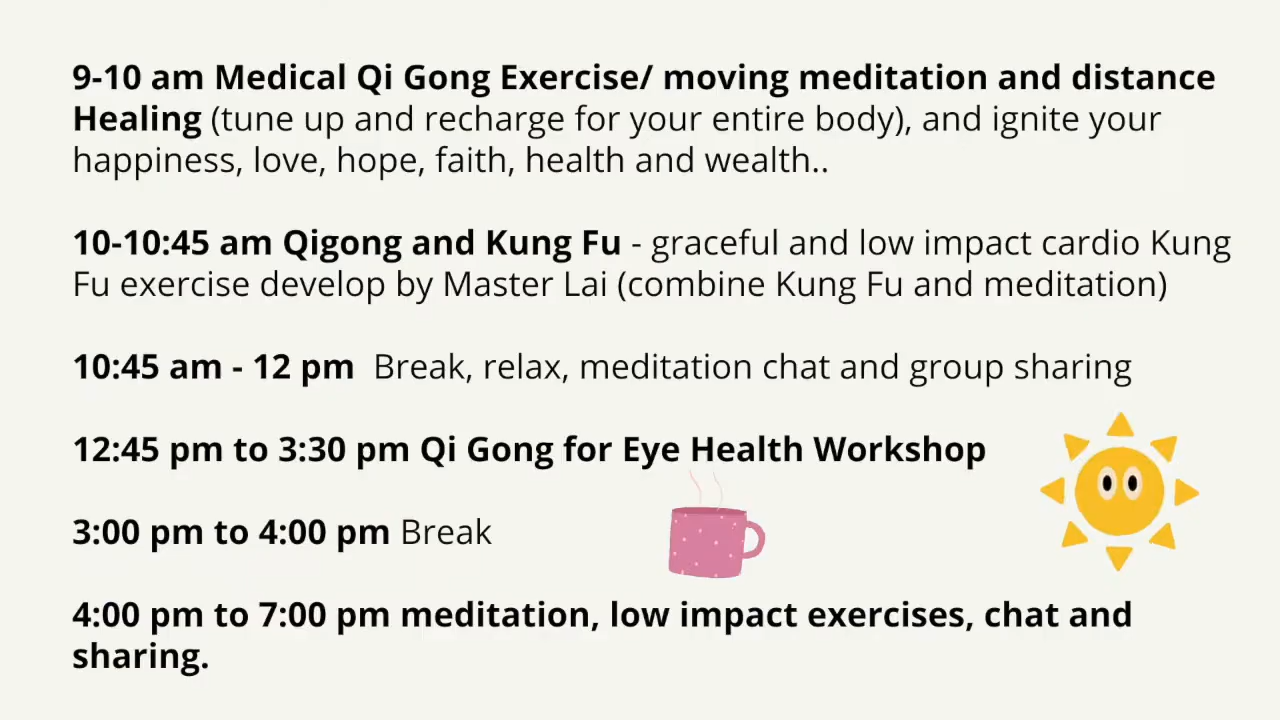 9-10 am Medical Qi Gong Exercise/ moving meditation and distance
Healing (tune up and recharge for your entire body), and ignite your
happiness, love, hope, faith, health and wealth..
10-10:45 am Qigong and Kung Fu - graceful and low impact cardio Kung
Fu exercise develop by Master Lai (combine Kung Fu and meditation)
10:45 am - 12 pm  Break, relax, meditation chat and group sharing
12:45 pm to 3:30 pm Qi Gong for Eye Health Workshop
3:00 pm to 4:00 pm Break
4:00 pm to 7:00 pm meditation, low impact exercises, chat and
sharing.